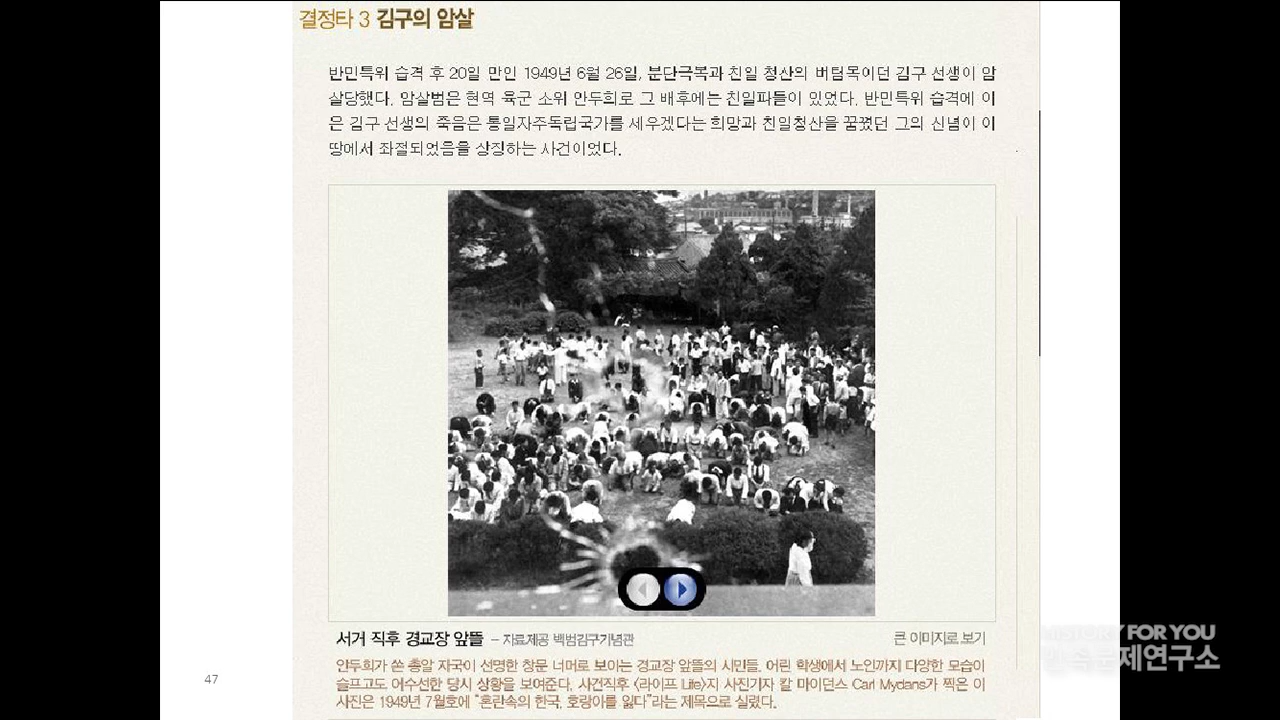 결정타 3 김구의 암살
반민특위 습격 후 20일 만인 1949년 6월 26일, 분단극복과 친일 청산의 버팀목이던 김구 선생이 암
살당했다. 암살범은 현역 육군 소위 안두희로 그 배후에는 친일파들이 있었다. 반민특위 습격에 이
은 김구 선생의 죽음은 통일자주독립국가를 세우겠다는 희망과 친일청산을 꿈꿨던 그의 신념이 이
땅에서 좌절되었음을 상징하는 사건이었다.
서거 직후 경교장 앞뜰 – 자료제공 백범김구기념관
큰 이미지로 보기
안두희가 쏜 총알 자국이 선명한 창문 너머로 보이는 경교장 앞뜰의 시민들. 어린 학생에서 노인까지 다양한 모습이
슬프고도 어수선한 당시 상황을 보여준다. 사건직후 〈라이프 Life〉지 사진기자 칼 마이던스 Carl Mydans가 찍은 이
사진은 1949년 7월호에 "혼란속의 한국, 호랑이를 잃다"라는 제목으로 실렸다.
HISTORY FOR YOU
민족문제연구소
47